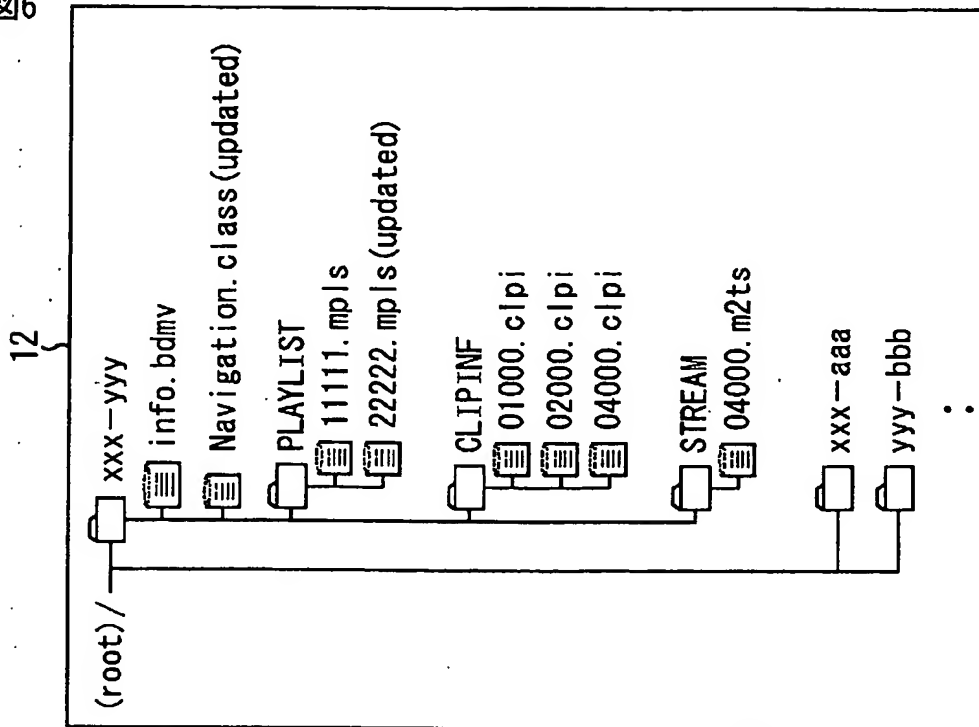 図6
12
(root)/
xxx-yyy
info.bdmv
Navigation.class(updated)
PLAYLIST
11111.mpls
22222.mpls(updated)
CLIPINF
01000.clpi
02000.clpi
04000.clpi
STREAM
04000.m2ts
xxx-aaa
yyy-bbb